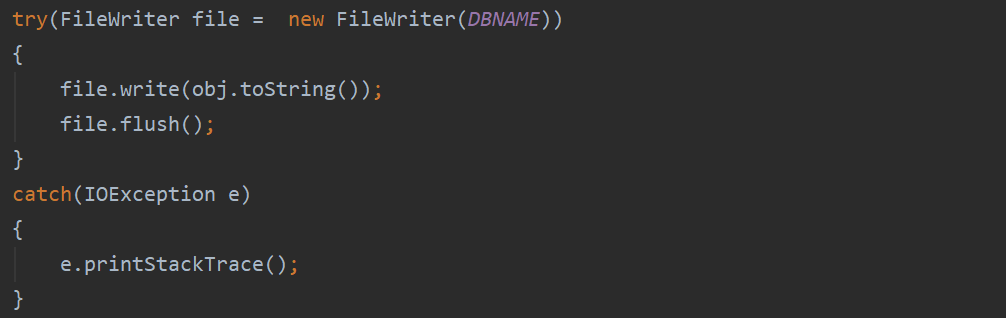 try(FileWriter file =  new FileWriter(DBNAME))
{
    file.write(obj.toString());
    file.flush();
}
catch(IOException e)
{
    e.printStackTrace();
}